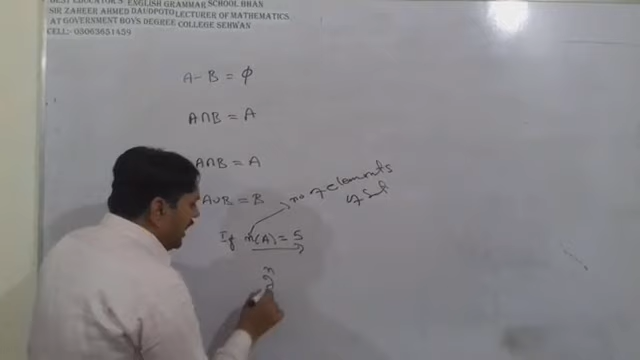 BEST EDUCATOR'S ENGLISH GRAMMAR SCHOOL BHAN
SIR ZAHEER AHMED DAUDPOTO LECTURER OF MATHEMATICS
AT GOVERNMENT BOYS DEGREE COLLEGE SEHWAN
CELL:- 03063651459
A - B = ϕ
A∩B = A
A∩B = A
A∪B = B
no of elements
of set
If n(A) = 5
2ⁿ